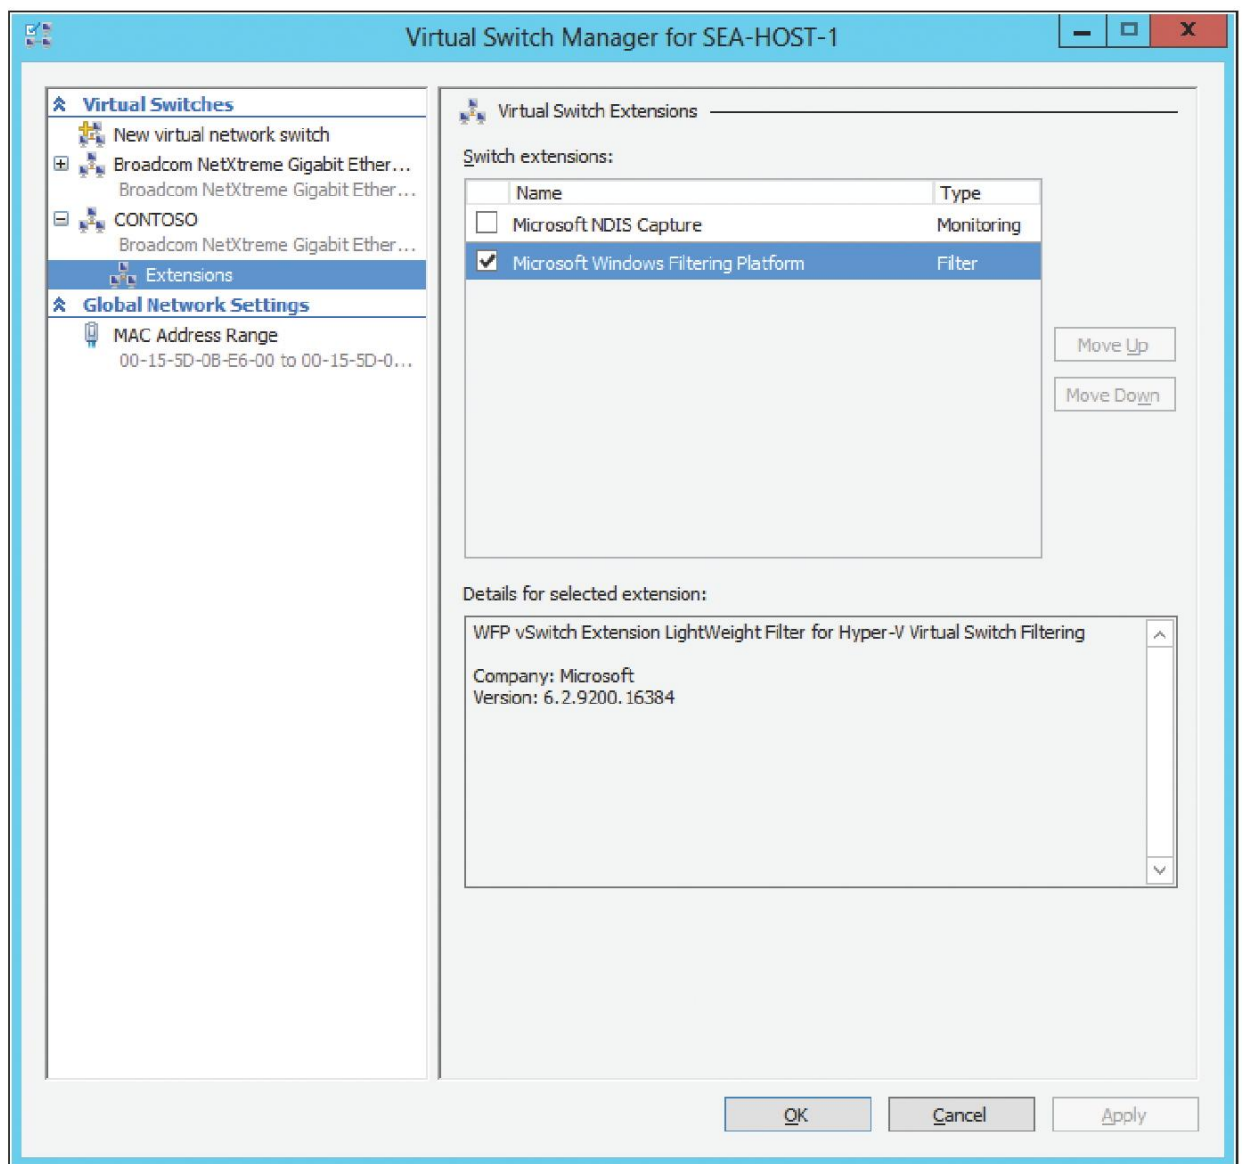 Virtual Switch Manager for SEA-HOST-1
Virtual Switches
New virtual network switch
Broadcom NetXtreme Gigabit Ether...
Broadcom NetXtreme Gigabit Ether...
CONTOSO
Broadcom NetXtreme Gigabit Ether...
Extensions
Global Network Settings
MAC Address Range
00-15-5D-0B-E6-00 to 00-15-5D-0...
Virtual Switch Extensions
Switch extensions:
Name Type
Microsoft NDIS Capture Monitoring
Microsoft Windows Filtering Platform Filter
Move Up
Move Down
Details for selected extension:
WFP vSwitch Extension LightWeight Filter for Hyper-V Virtual Switch Filtering
Company: Microsoft
Version: 6.2.9200.16384
OK Cancel Apply